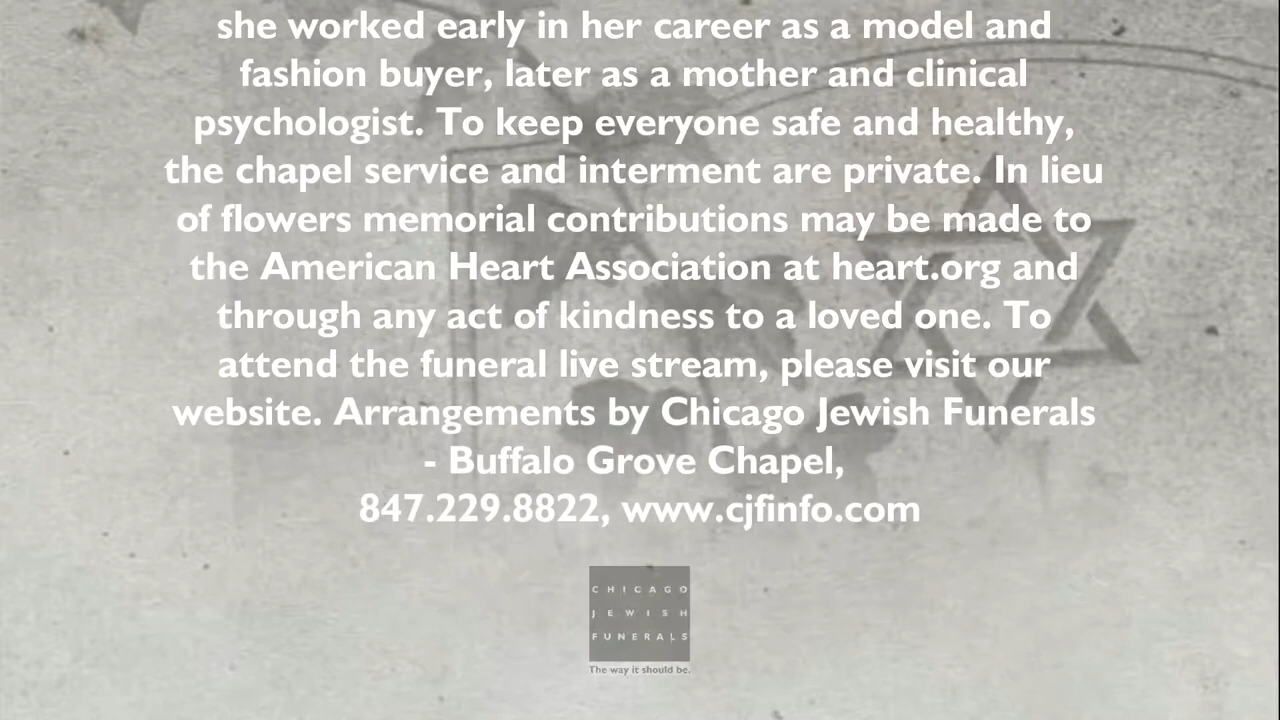 she worked early in her career as a model and
fashion buyer, later as a mother and clinical
psychologist. To keep everyone safe and healthy,
the chapel service and interment are private. In lieu
of flowers memorial contributions may be made to
the American Heart Association at heart.org and
through any act of kindness to a loved one. To
attend the funeral live stream, please visit our
website. Arrangements by Chicago Jewish Funerals
- Buffalo Grove Chapel,
847.229.8822, www.cjfinfo.com
CHICAGO
JEWISH
FUNERALS
The way it should be.